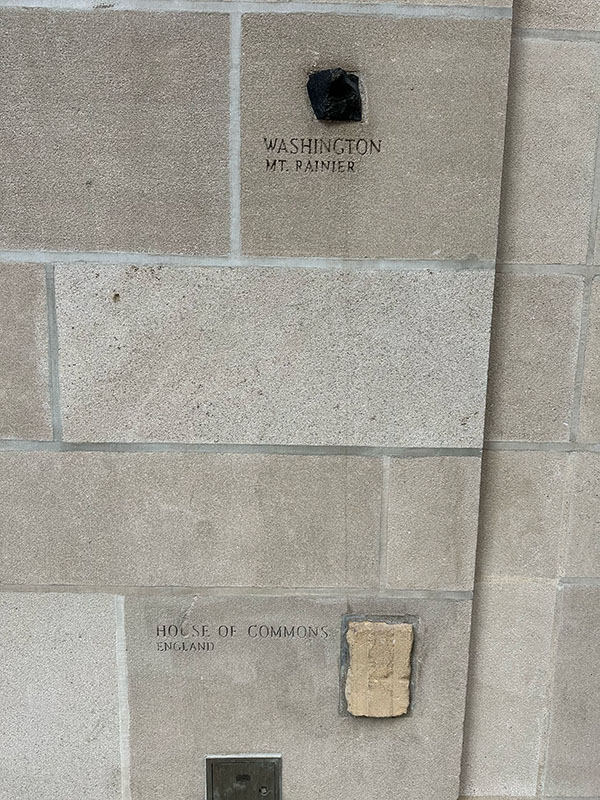 WASHINGTON
MT. RAINIER
HOUSE OF COMMONS
ENGLAND